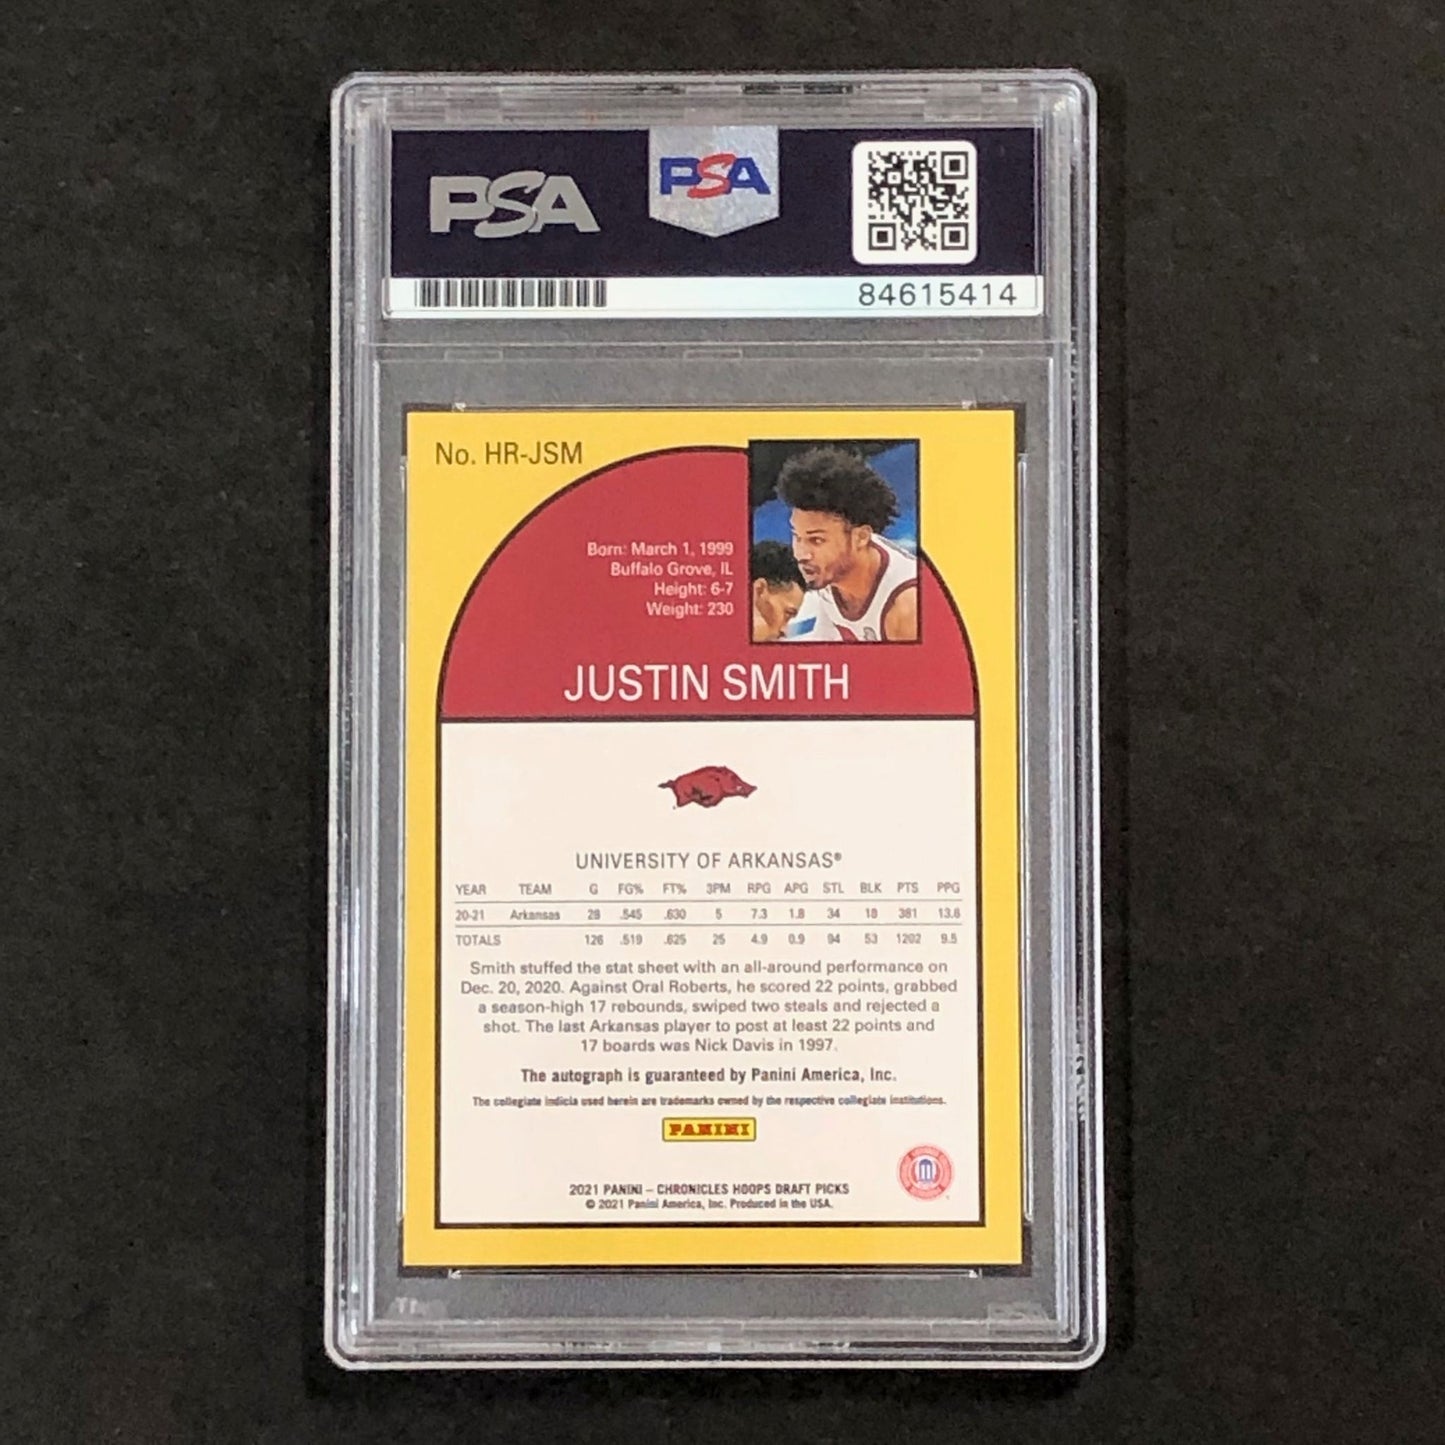 PSA
PSA
84615414
No. HR-JSM
Born: March 1, 1999
Buffalo Grove, IL
Height: 6-7
Weight: 230
JUSTIN SMITH
UNIVERSITY OF ARKANSAS®
YEAR TEAM G FG% FT% 3PM RPG APG STL BLK PTS PPG
20-21 Arkansas 28 .545 .630 5 7.3 1.8 34 18 381 13.6
TOTALS 126 .519 .625 25 4.9 0.9 94 53 1202 9.5
Smith stuffed the stat sheet with an all-around performance on
Dec. 20, 2020. Against Oral Roberts, he scored 22 points, grabbed
a season-high 17 rebounds, swiped two steals and rejected a
shot. The last Arkansas player to post at least 22 points and
17 boards was Nick Davis in 1997.
The autograph is guaranteed by Panini America, Inc.
The collegiate indicia used herein are trademarks owned by the respective collegiate institutions.
PANINI
2021 PANINI – CHRONICLES HOOPS DRAFT PICKS
© 2021 Panini America, Inc. Produced in the USA.
PSA